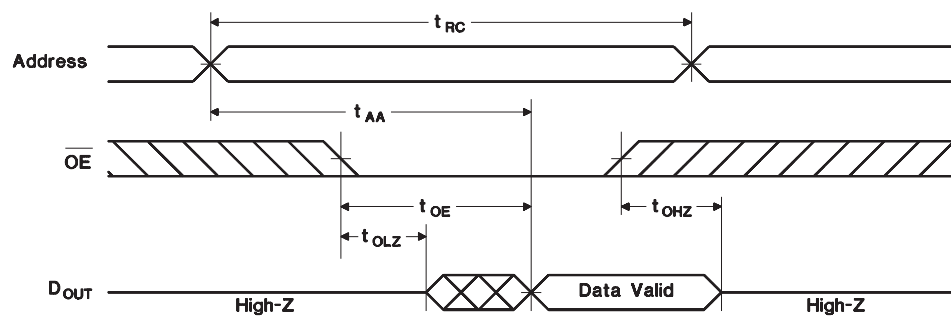 t RC
Address
t AA
OE
t OE
t OHZ
t OLZ
DOUT
Data Valid
High-Z
High-Z